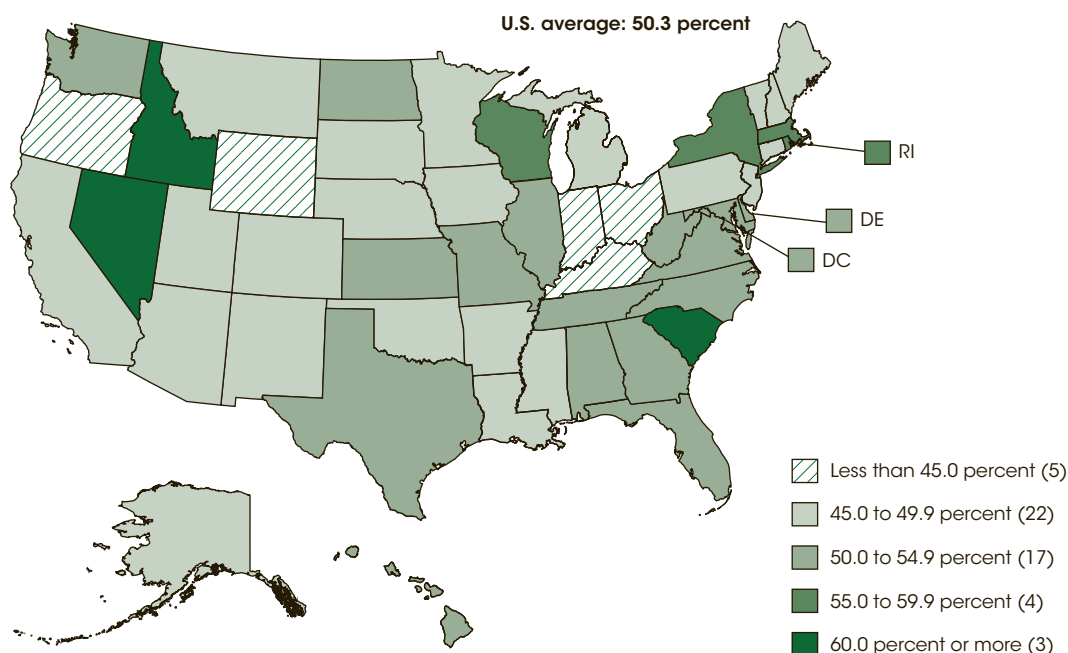 U.S. average: 50.3 percent
RI
DE
DC
Less than 45.0 percent (5)
45.0 to 49.9 percent (22)
50.0 to 54.9 percent (17)
55.0 to 59.9 percent (4)
60.0 percent or more (3)